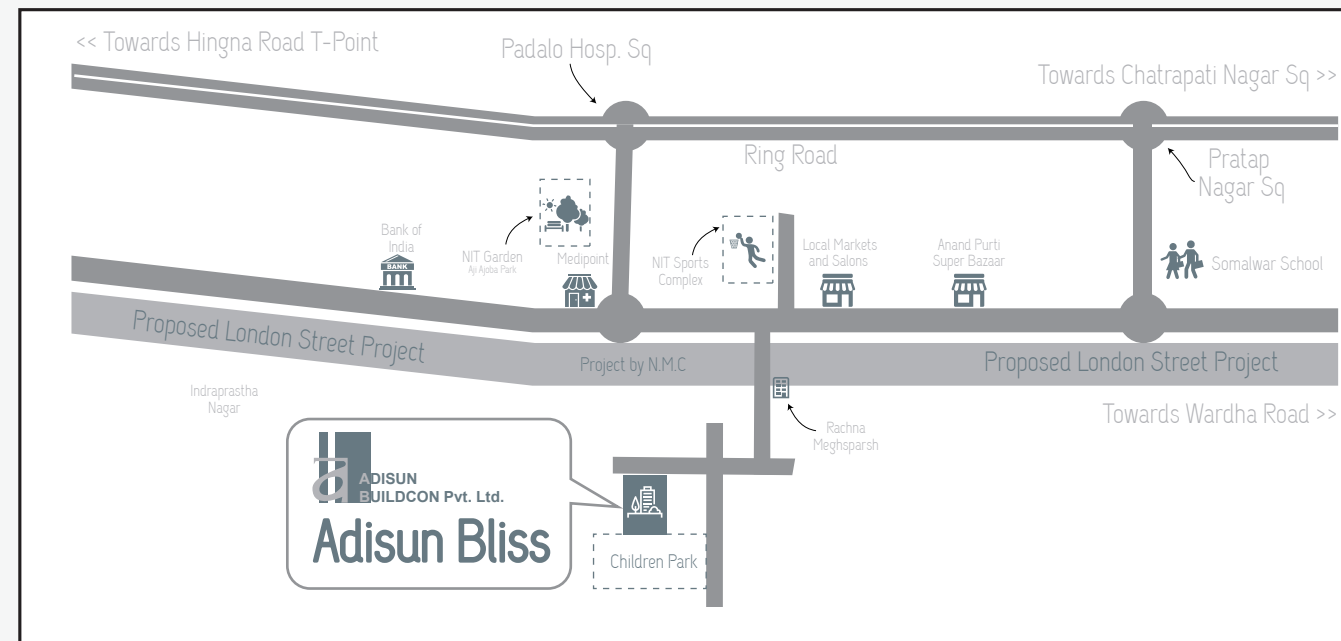 << Towards Hingna Road T-Point
Padalo Hosp. Sq
Towards Chatrapati Nagar Sq >>
Ring Road
Pratap
Nagar Sq
Bank of
India
BANK
NIT Garden
Aji Ajoba Park
Medipoint
NIT Sports
Complex
Local Markets
and Salons
Anand Purti
Super Bazaar
Somalwar School
Proposed London Street Project
Project by N.M.C
Proposed London Street Project
Indraprastha
Nagar
Towards Wardha Road >>
Rachna
Meghsparsh
a
ADISUN
BUILDCON Pvt. Ltd.
Adisun Bliss
Children Park